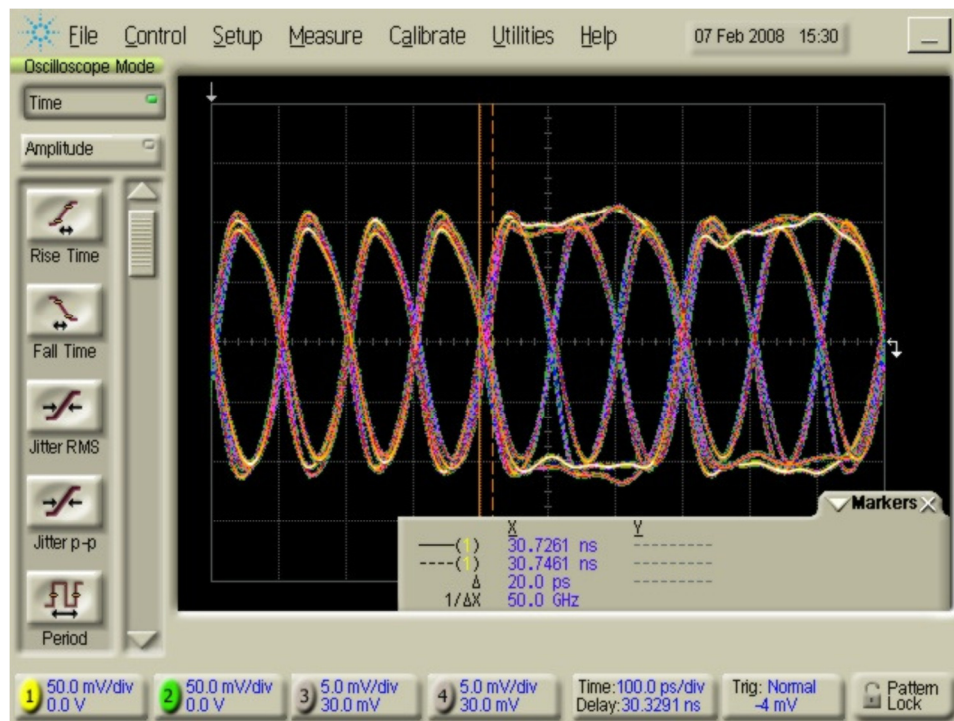 File Control Setup Measure Calibrate Utilities Help 07 Feb 2008 15:30
Oscilloscope Mode
Time
Amplitude
Rise Time
Fall Time
Jitter RMS
Jitter p-p
Period
Markers
X Y
(1) 30.7261 ns ---------
(1) 30.7461 ns ---------
Δ 20.0 ps ---------
1/ΔX 50.0 GHz
1 50.0 mV/div
0.0 V
2 50.0 mV/div
0.0 V
3 5.0 mV/div
30.0 mV
4 5.0 mV/div
30.0 mV
Time:100.0 ps/div
Delay:30.3291 ns
Trig: Normal
-4 mV
Pattern
Lock